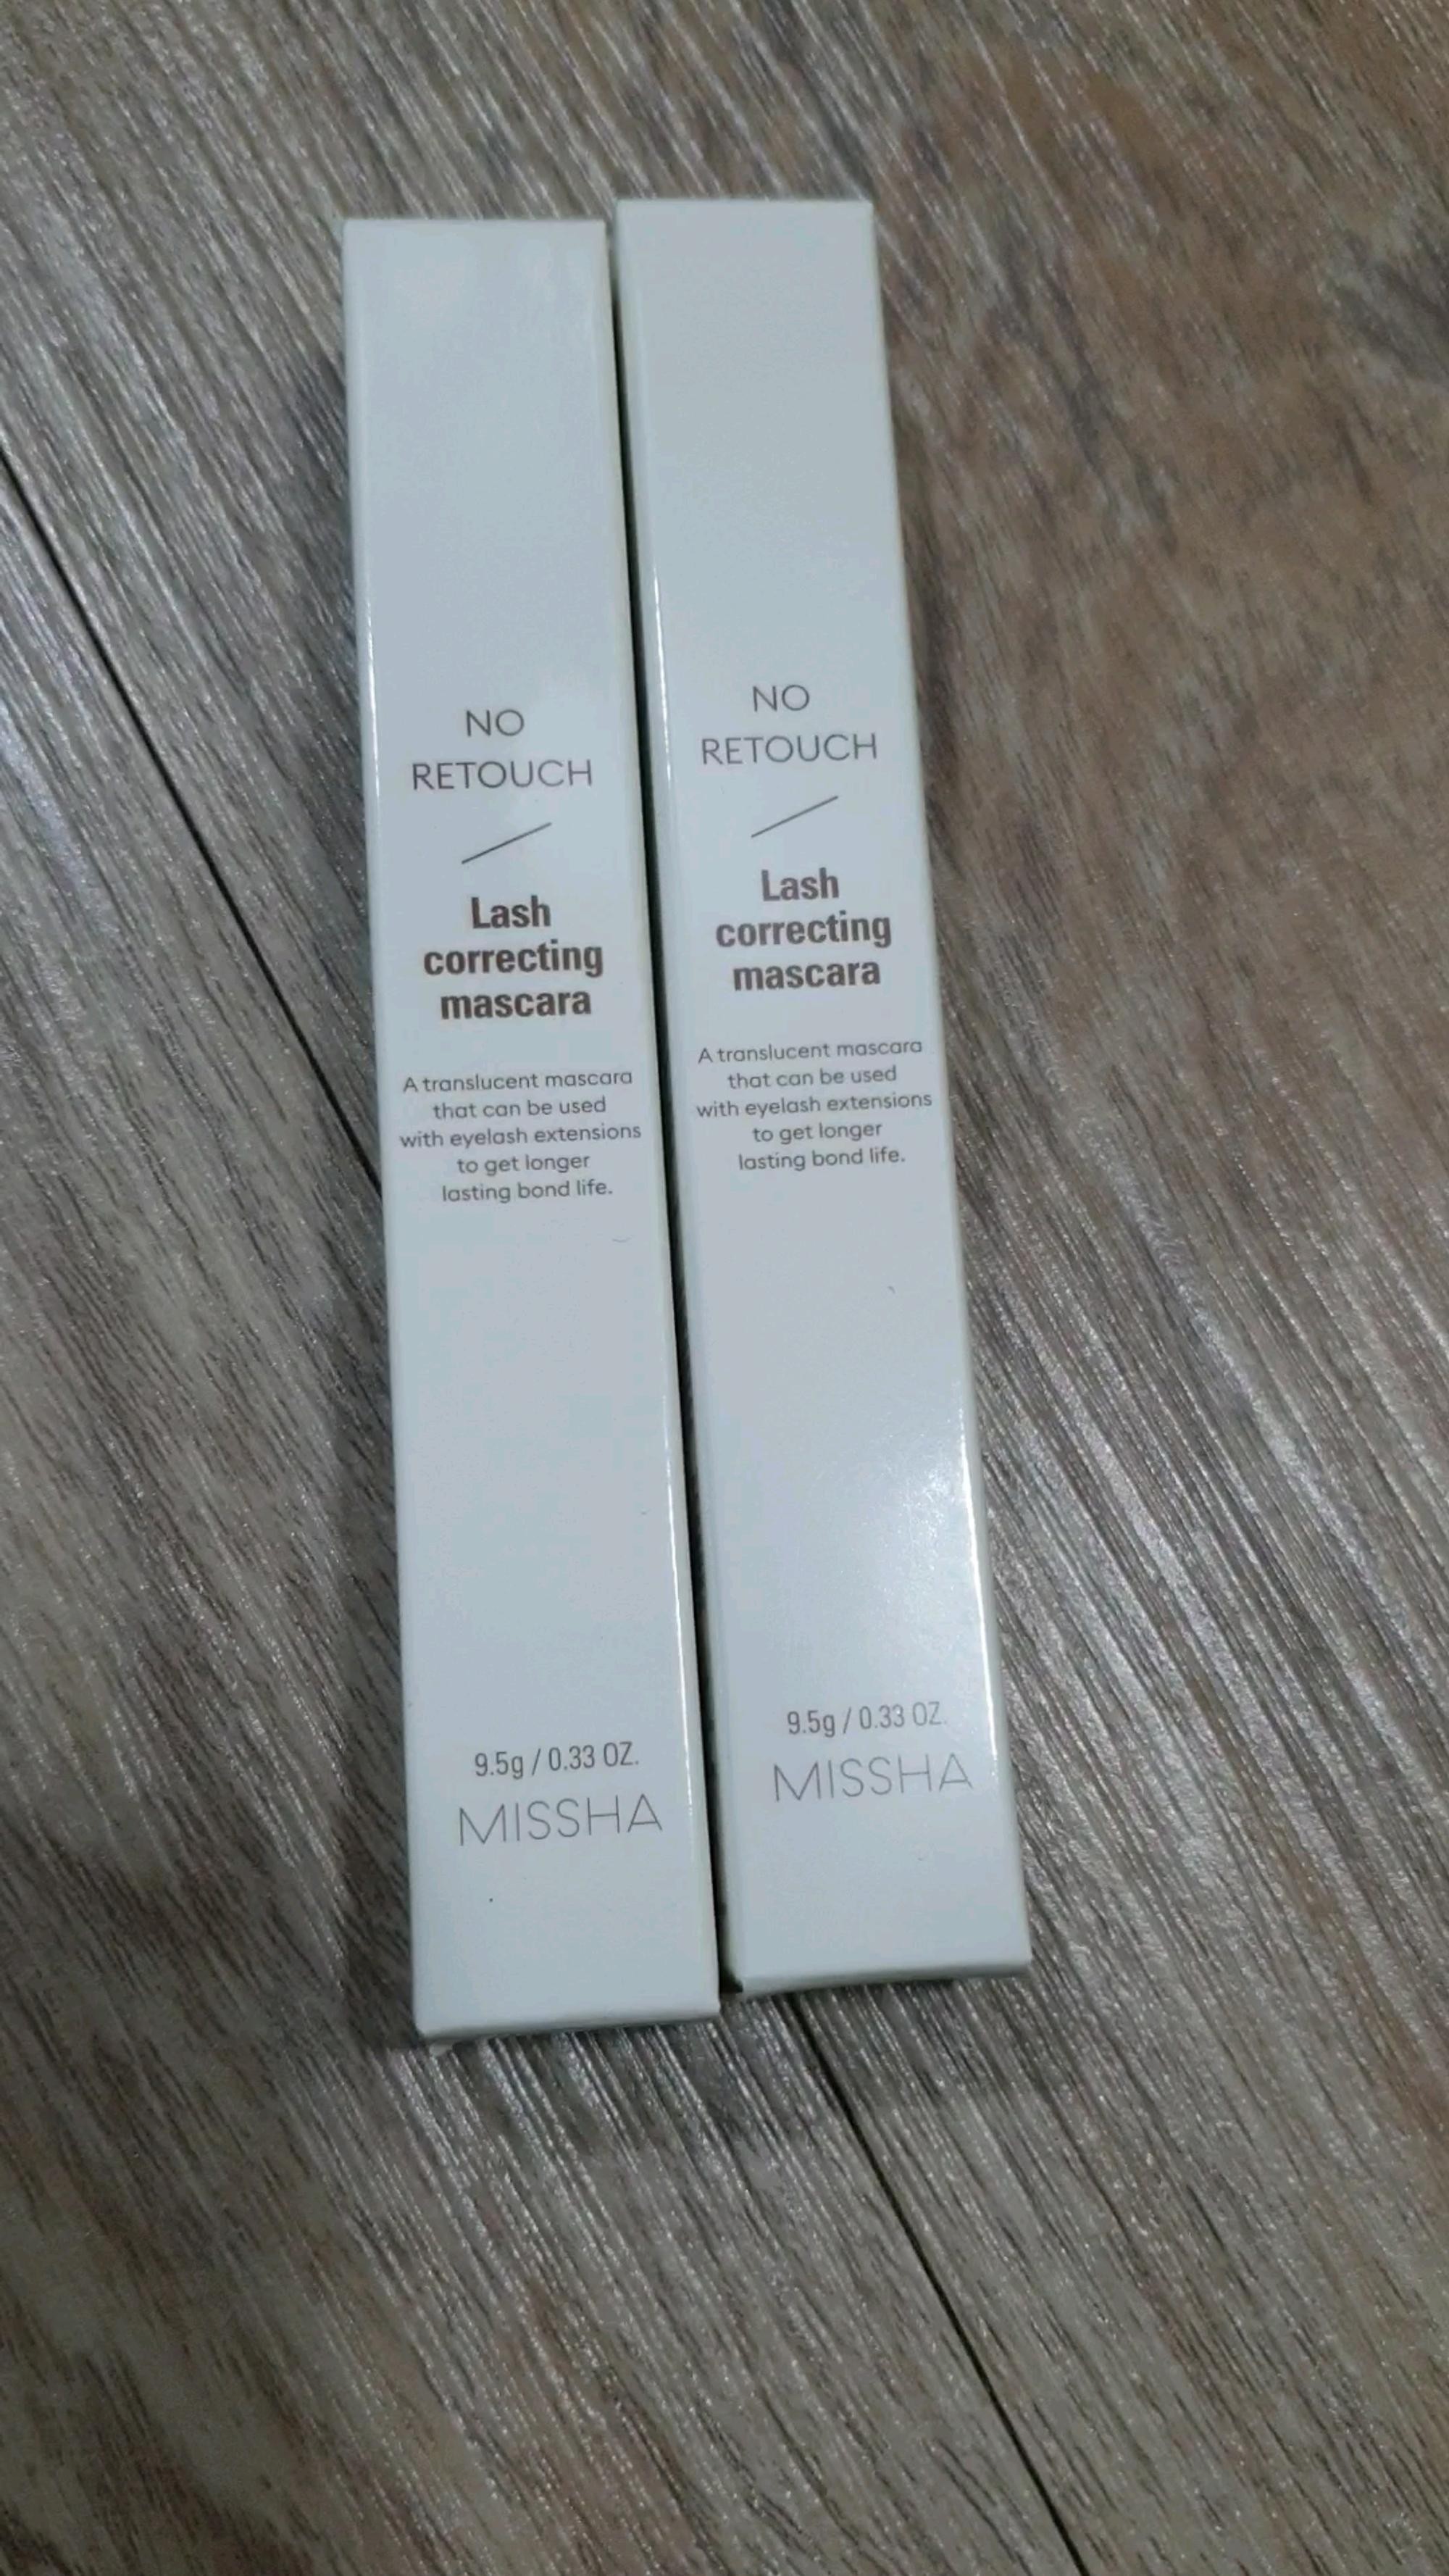 NO
RETOUCH
Lash
correcting
mascara
A translucent mascara
that can be used
with eyelash extensions
to get longer
lasting bond life.
9.5g / 0.33 OZ.
MISSHA
NO
RETOUCH
Lash
correcting
mascara
A translucent mascara
that can be used
with eyelash extensions
to get longer
lasting bond life.
9.5g / 0.33 OZ.
MISSHA